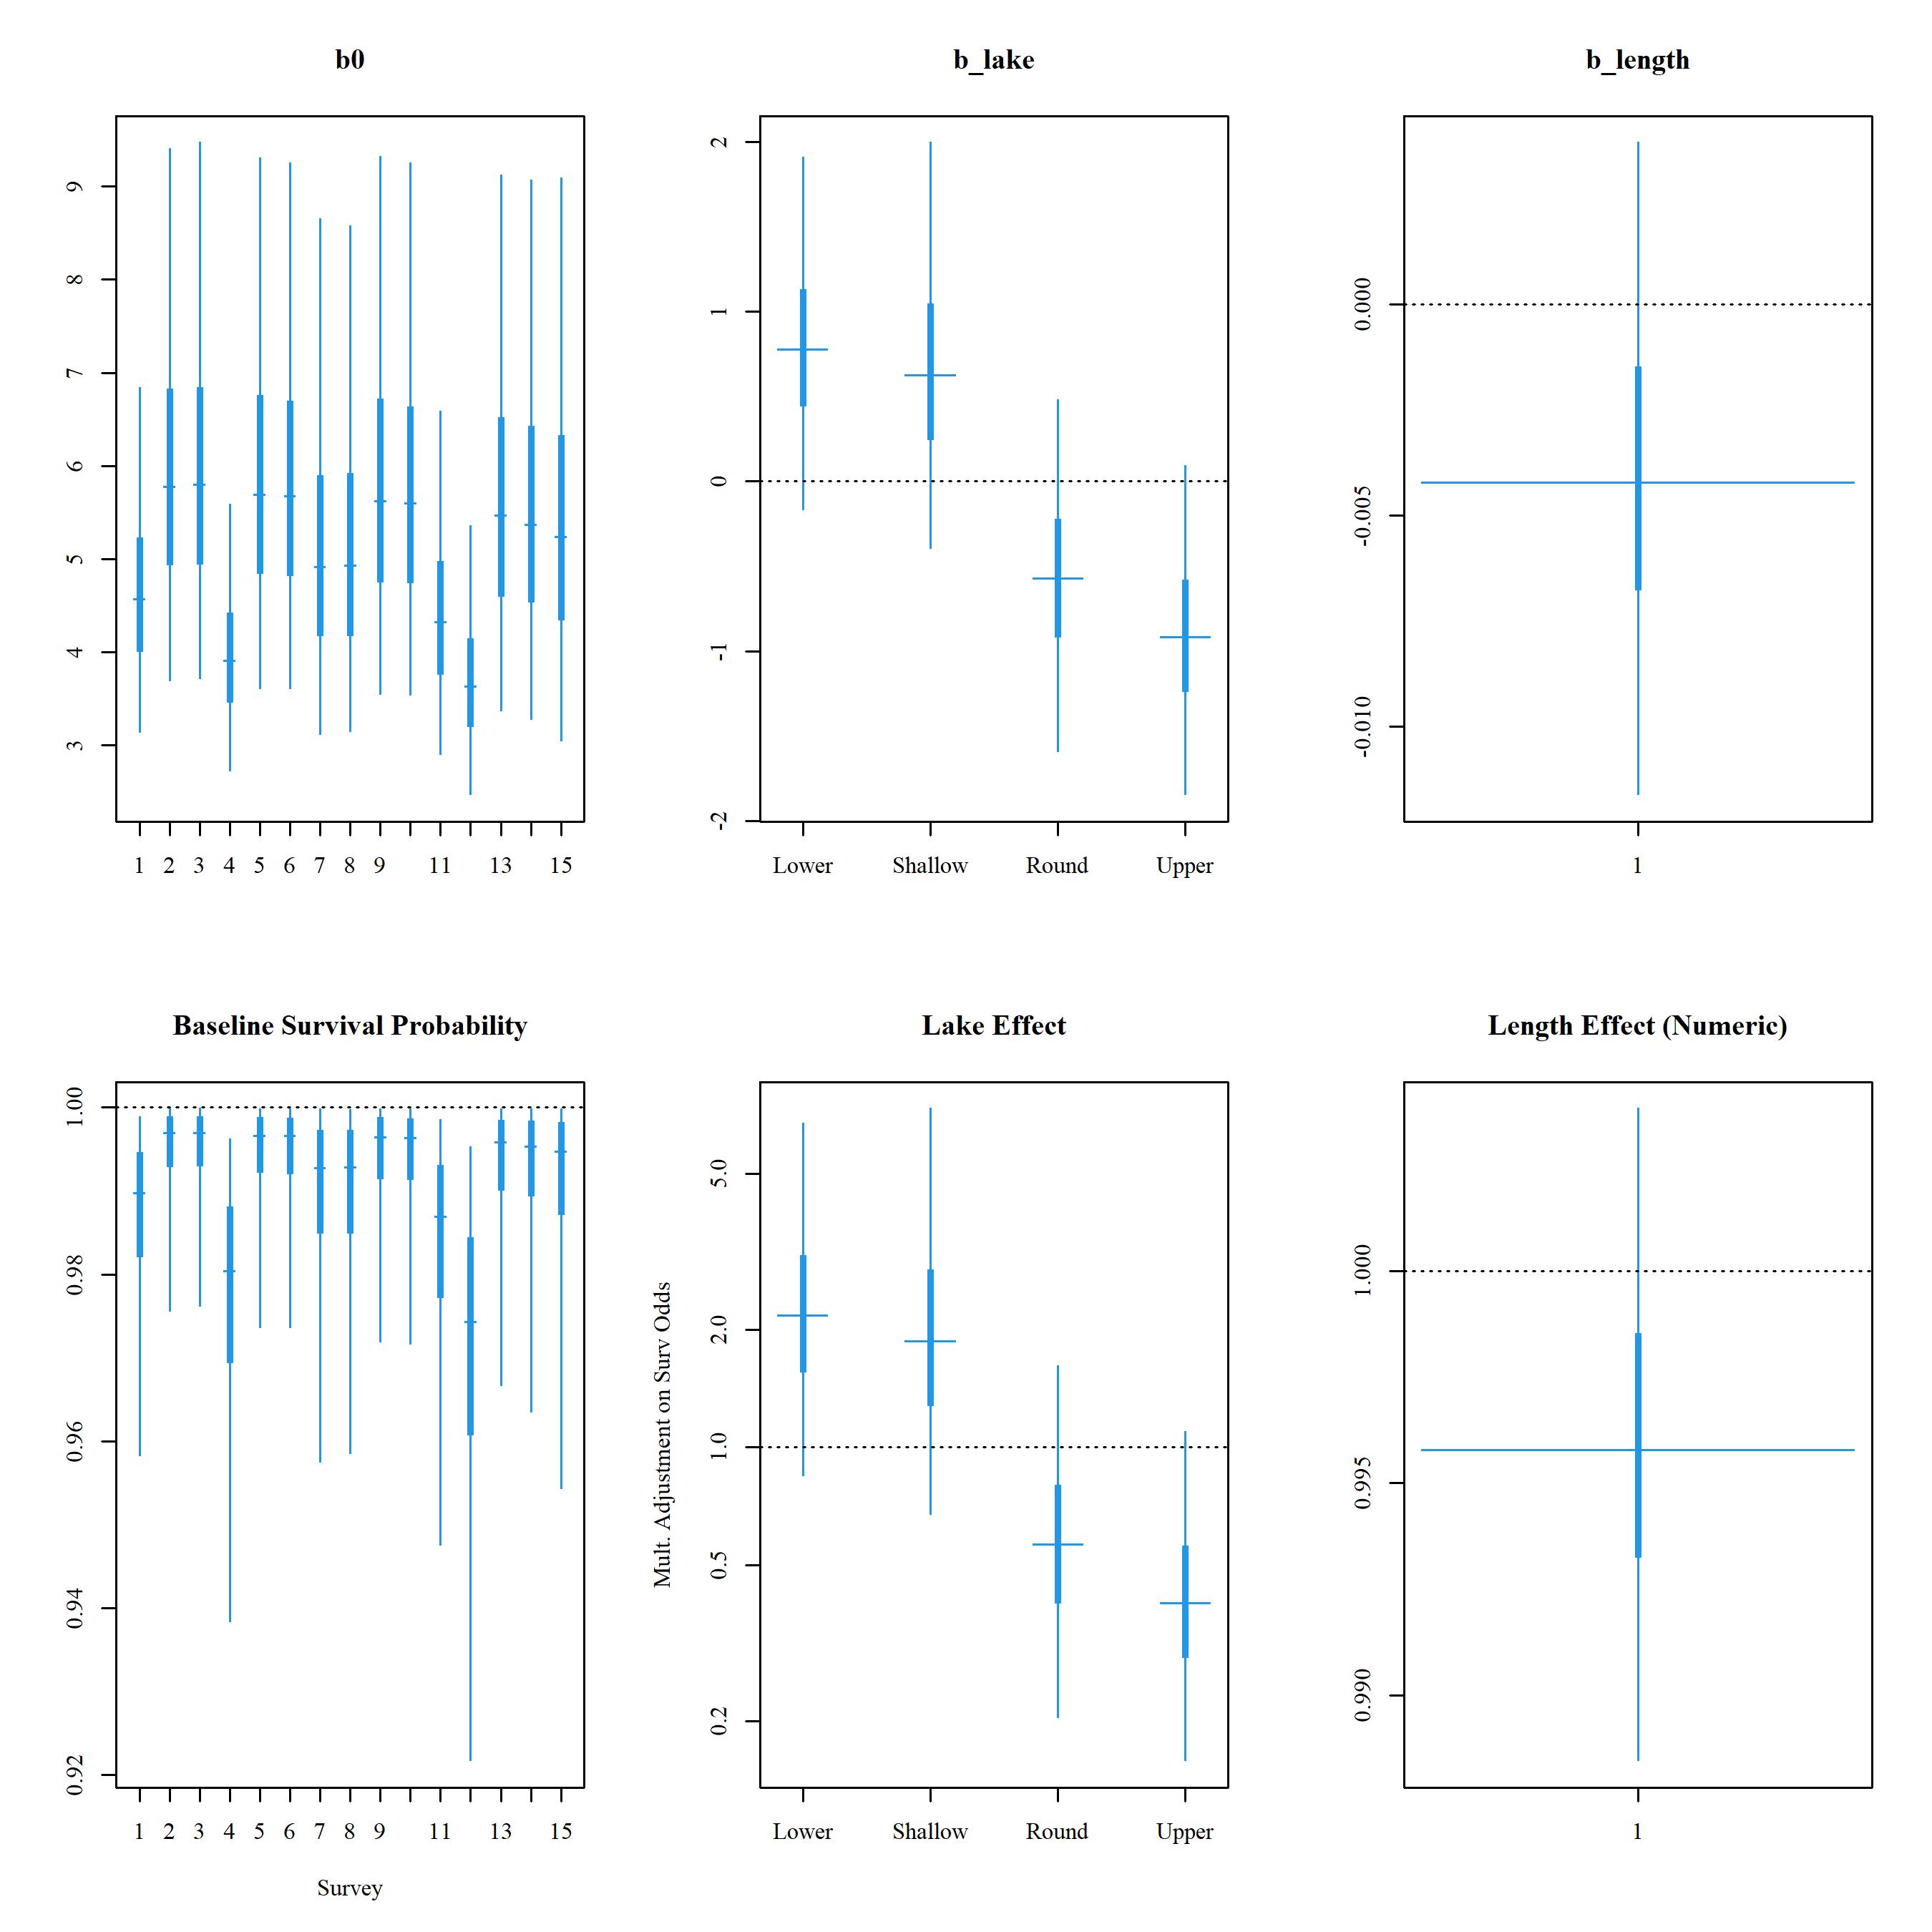 b0
b_lake
b_length
9
8
7
6
5
4
3
1 2 3 4 5 6 7 8 9 11 13 15
2
1
0
-1
-2
Lower Shallow Round Upper
0.000
-0.005
-0.010
1
Baseline Survival Probability
Lake Effect
Length Effect (Numeric)
1.00
0.98
0.96
0.94
0.92
1 2 3 4 5 6 7 8 9 11 13 15
Survey
Mult. Adjustment on Surv Odds
5.0
2.0
1.0
0.5
0.2
Lower Shallow Round Upper
1.000
0.995
0.990
1